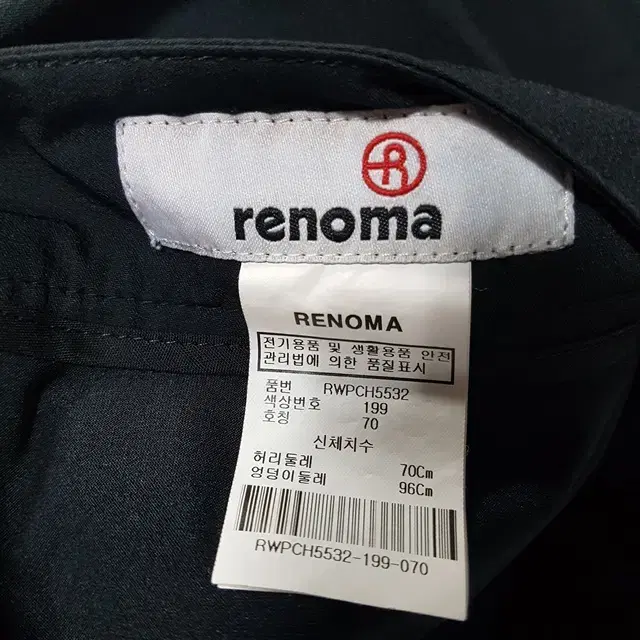 R
renoma
RENOMA
전기용품 및 생활용품 안전
관리법에 의한 품질표시
품번 RWPCH5532
색상번호 199
호칭 70
신체치수
허리둘레 70Cm
엉덩이둘레 96Cm
RWPCH5532-199-070